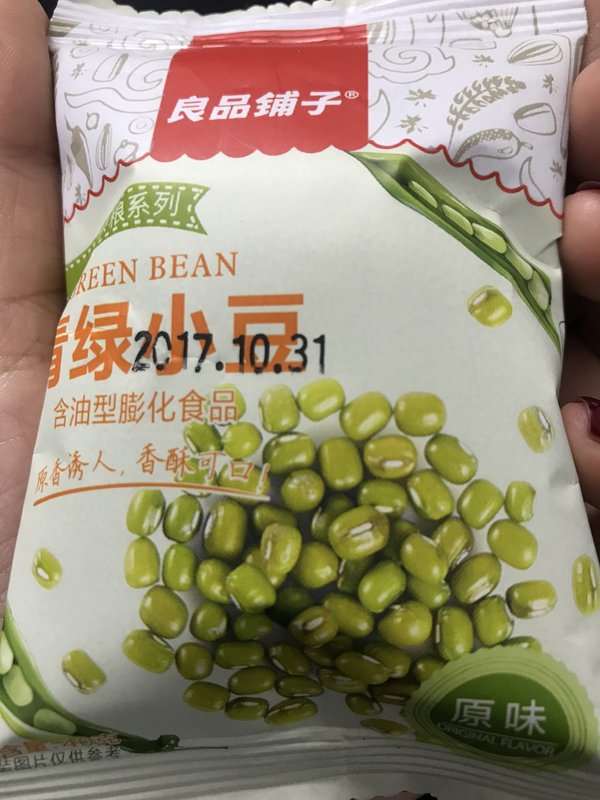 良品铺子®
系列
GREEN BEAN
青绿小豆
2017.10.31
含油型膨化食品
原香诱人，香酥可口！
原味
ORIGINAL FLAVOR
图片仅供参考